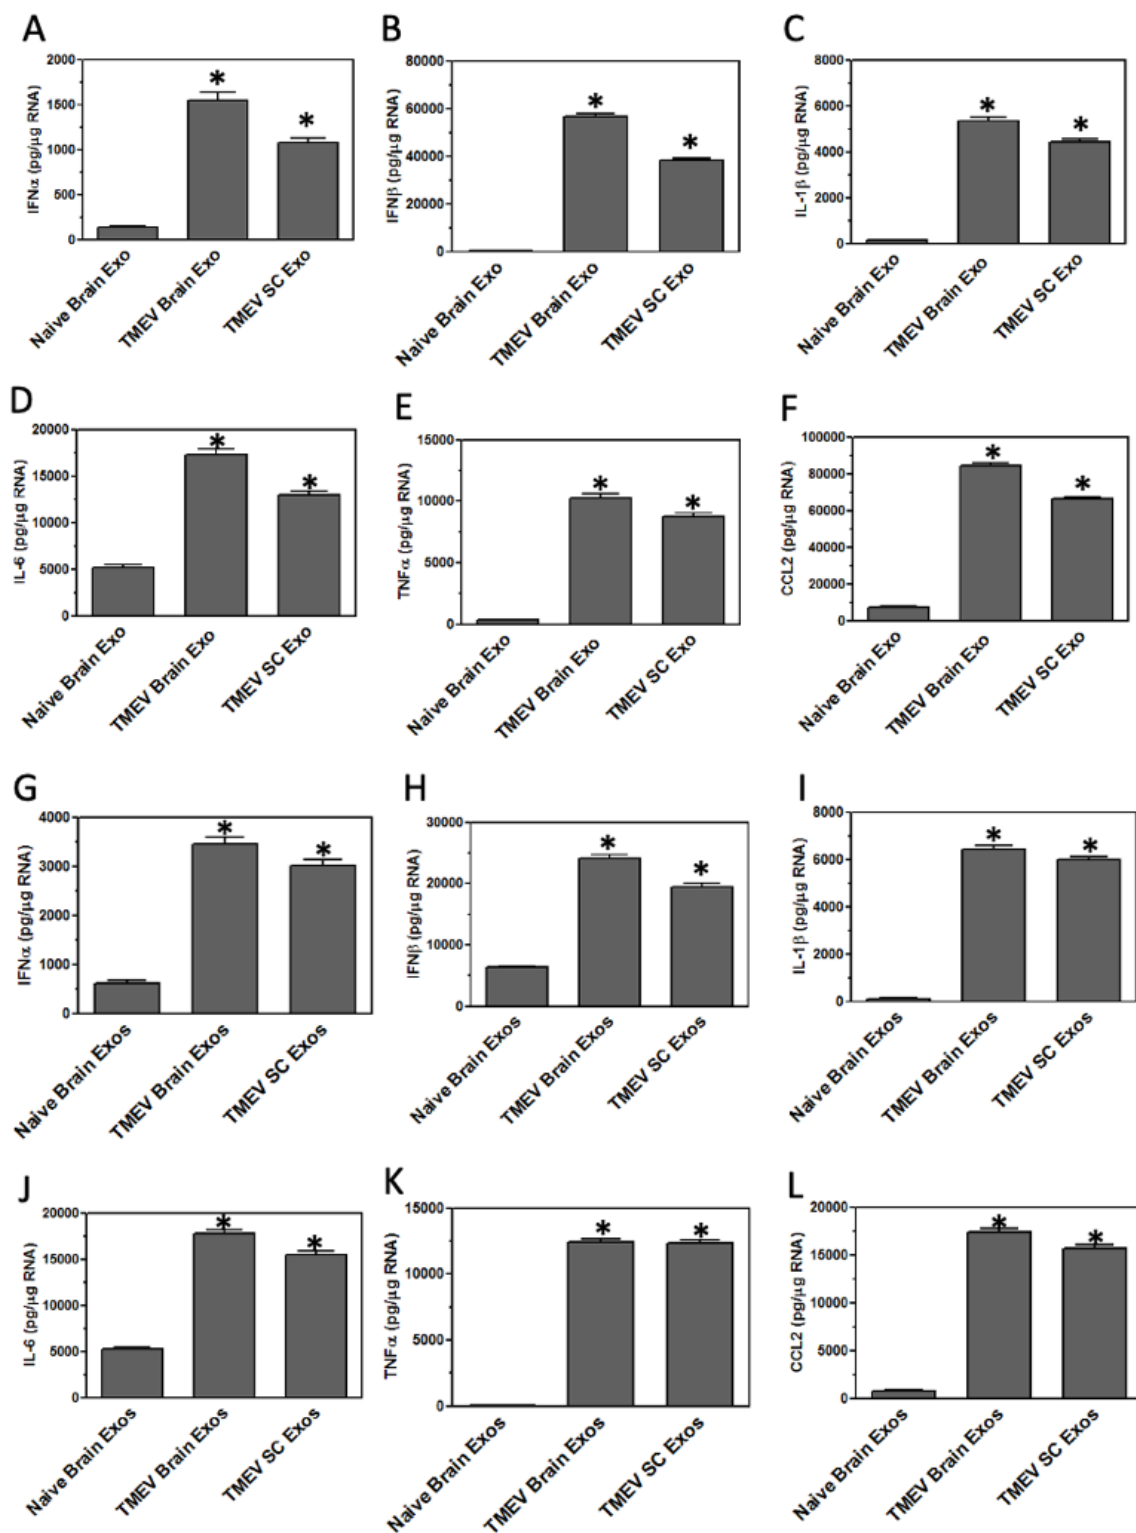 A
IFNα (pg/μg RNA)
2000
1500
1000
500
0
*
*
Naive Brain Exo
TMEV Brain Exo
TMEV SC Exo
B
IFNβ (pg/μg RNA)
80000
60000
40000
20000
0
*
*
Naive Brain Exo
TMEV Brain Exo
TMEV SC Exo
C
IL-1β (pg/μg RNA)
8000
6000
4000
2000
0
*
*
Naive Brain Exo
TMEV Brain Exo
TMEV SC Exo
D
IL-6 (pg/μg RNA)
20000
15000
10000
5000
0
*
*
Naive Brain Exo
TMEV Brain Exo
TMEV SC Exo
E
TNFα (pg/μg RNA)
15000
10000
5000
0
*
*
Naive Brain Exo
TMEV Brain Exo
TMEV SC Exo
F
CCL2 (pg/μg RNA)
100000
80000
60000
40000
20000
0
*
*
Naive Brain Exo
TMEV Brain Exo
TMEV SC Exo
G
IFNα (pg/μg RNA)
4000
3000
2000
1000
0
*
*
Naive Brain Exos
TMEV Brain Exos
TMEV SC Exos
H
IFNβ (pg/μg RNA)
30000
20000
10000
0
*
*
Naive Brain Exos
TMEV Brain Exos
TMEV SC Exos
I
IL-1β (pg/μg RNA)
8000
6000
4000
2000
0
*
*
Naive Brain Exos
TMEV Brain Exos
TMEV SC Exos
J
IL-6 (pg/μg RNA)
20000
15000
10000
5000
0
*
*
Naive Brain Exos
TMEV Brain Exos
TMEV SC Exos
K
TNFα (pg/μg RNA)
15000
10000
5000
0
*
*
Naive Brain Exos
TMEV Brain Exos
TMEV SC Exos
L
CCL2 (pg/μg RNA)
20000
15000
10000
5000
0
*
*
Naive Brain Exos
TMEV Brain Exos
TMEV SC Exos